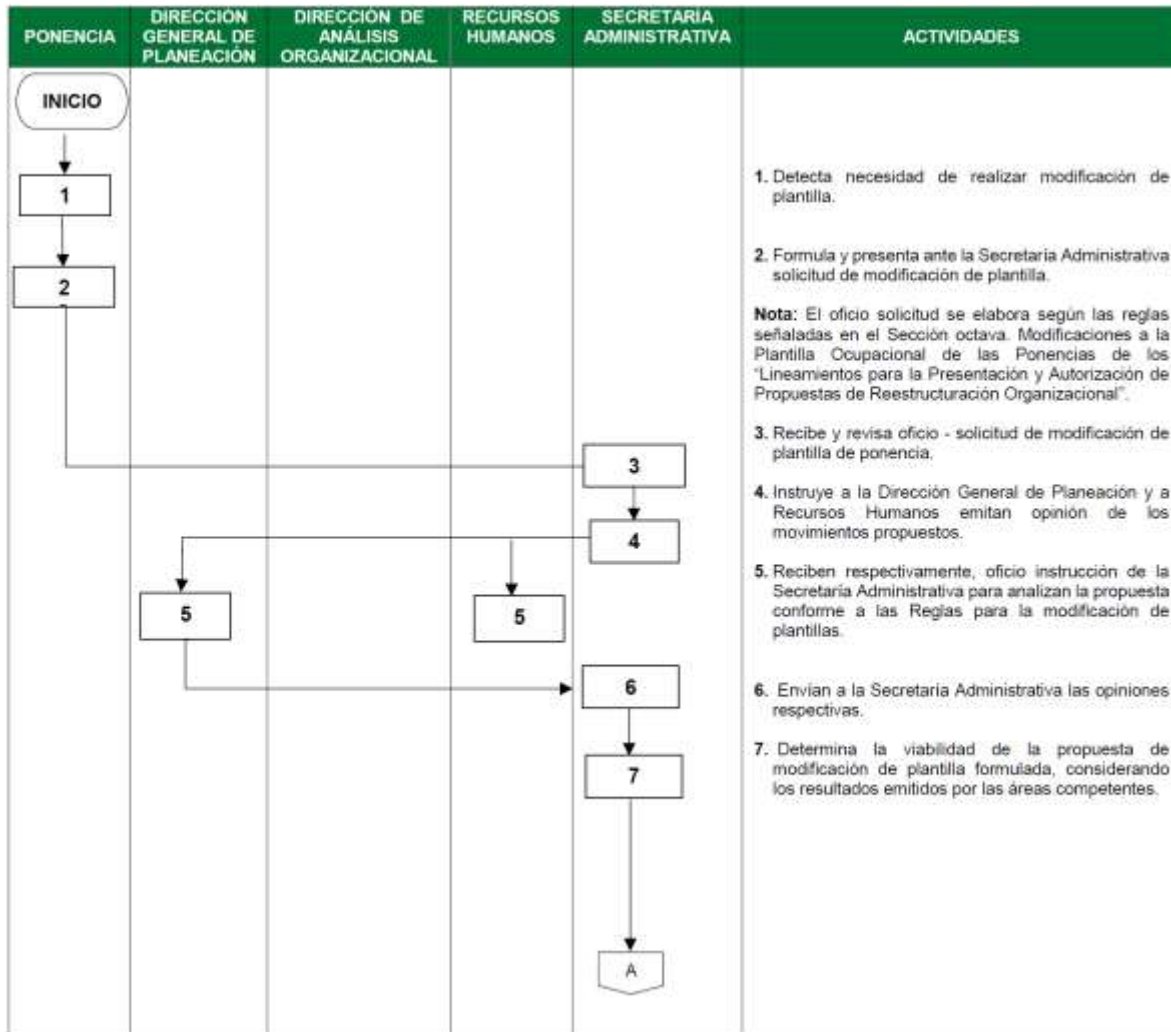 PONENCIA
DIRECCIÓN
GENERAL DE
PLANEACIÓN
DIRECCIÓN DE
ANÁLISIS
ORGANIZACIONAL
RECURSOS
HUMANOS
SECRETARÍA
ADMINISTRATIVA
ACTIVIDADES
INICIO
1
2
3
4
5
5
6
7
A
1. Detecta necesidad de realizar modificación de
plantilla.
2. Formula y presenta ante la Secretaría Administrativa
solicitud de modificación de plantilla.
Nota: El oficio solicitud se elabora según las reglas
señaladas en el Sección octava. Modificaciones a la
Plantilla Ocupacional de las Ponencias de los
"Lineamientos para la Presentación y Autorización de
Propuestas de Reestructuración Organizacional".
3. Recibe y revisa oficio - solicitud de modificación de
plantilla de ponencia.
4. Instruye a la Dirección General de Planeación y a
Recursos Humanos emitan opinión de los
movimientos propuestos.
5. Reciben respectivamente, oficio instrucción de la
Secretaría Administrativa para analizan la propuesta
conforme a las Reglas para la modificación de
plantillas.
6. Envían a la Secretaría Administrativa las opiniones
respectivas.
7. Determina la viabilidad de la propuesta de
modificación de plantilla formulada, considerando
los resultados emitidos por las áreas competentes.